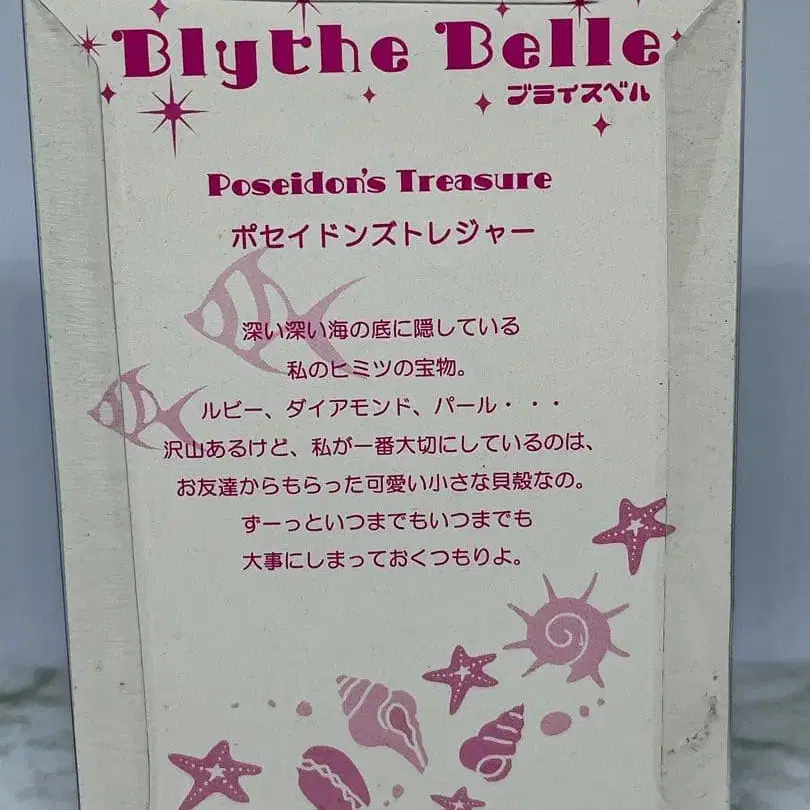 Blythe Belle
ブライスベル
Poseidon's Treasure
ポセイドンズトレジャー
深い深い海の底に隠している
私のヒミツの宝物。
ルビー、ダイアモンド、パール・・・
沢山あるけど、私が一番大切にしているのは、
お友達からもらった可愛い小さな貝殻なの。
ずーっといつまでもいつまでも
大事にしまっておくつもりよ。